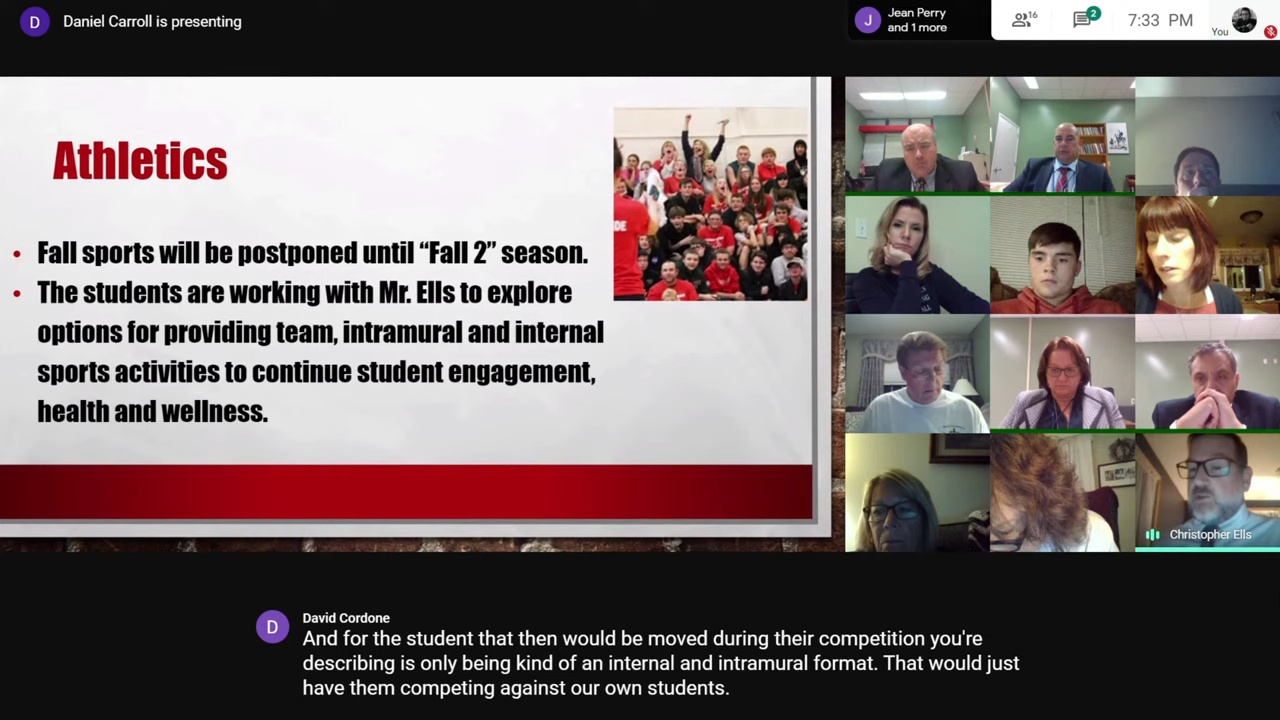 D Daniel Carroll is presenting
J Jean Perry
and 1 more
16
2
7:33 PM
You
Athletics
• Fall sports will be postponed until “Fall 2” season.
• The students are working with Mr. Ells to explore
options for providing team, intramural and internal
sports activities to continue student engagement,
health and wellness.
Christopher Ells
D David Cordone
And for the student that then would be moved during their competition you're
describing is only being kind of an internal and intramural format. That would just
have them competing against our own students.